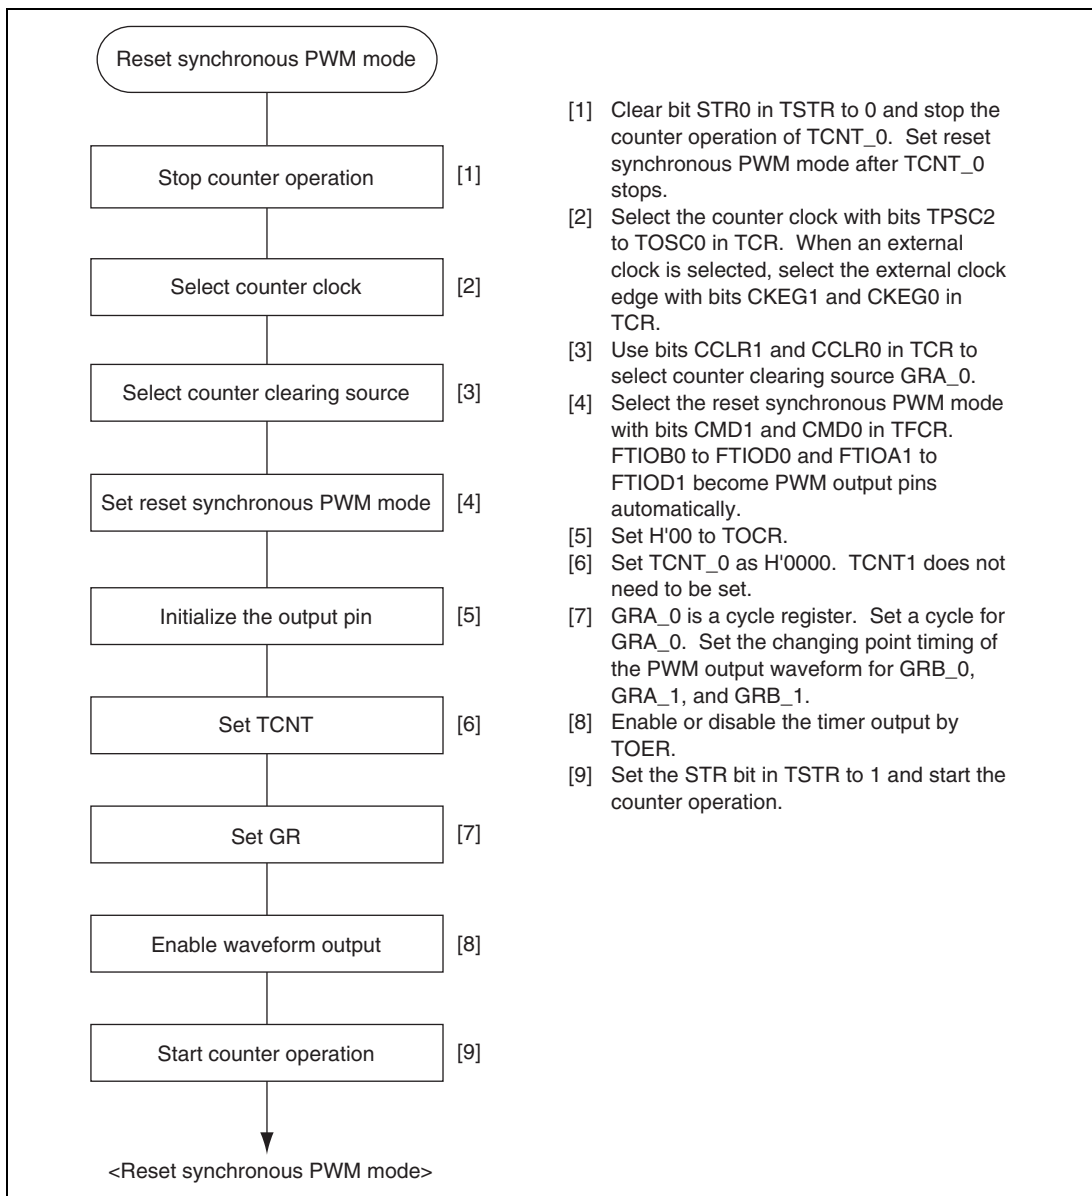 Reset synchronous PWM mode
Stop counter operation [1]
Select counter clock [2]
Select counter clearing source [3]
Set reset synchronous PWM mode [4]
Initialize the output pin [5]
Set TCNT [6]
Set GR [7]
Enable waveform output [8]
Start counter operation [9]
<Reset synchronous PWM mode>
[1] Clear bit STR0 in TSTR to 0 and stop the
counter operation of TCNT_0. Set reset
synchronous PWM mode after TCNT_0
stops.
[2] Select the counter clock with bits TPSC2
to TOSC0 in TCR. When an external
clock is selected, select the external clock
edge with bits CKEG1 and CKEG0 in
TCR.
[3] Use bits CCLR1 and CCLR0 in TCR to
select counter clearing source GRA_0.
[4] Select the reset synchronous PWM mode
with bits CMD1 and CMD0 in TFCR.
FTIOB0 to FTIOD0 and FTIOA1 to
FTIOD1 become PWM output pins
automatically.
[5] Set H'00 to TOCR.
[6] Set TCNT_0 as H'0000. TCNT1 does not
need to be set.
[7] GRA_0 is a cycle register. Set a cycle for
GRA_0. Set the changing point timing of
the PWM output waveform for GRB_0,
GRA_1, and GRB_1.
[8] Enable or disable the timer output by
TOER.
[9] Set the STR bit in TSTR to 1 and start the
counter operation.